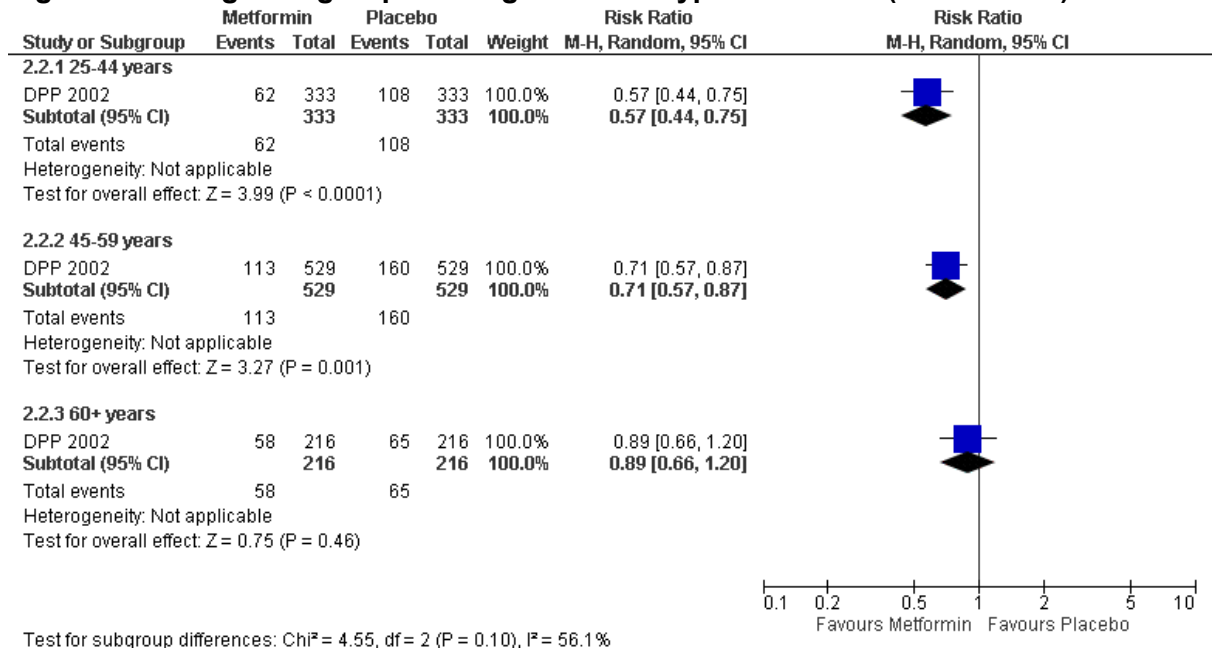 Metformin Placebo Risk Ratio Risk Ratio
Study or Subgroup Events Total Events Total Weight M-H, Random, 95% CI M-H, Random, 95% CI
2.2.1 25-44 years
DPP 2002 62 333 108 333 100.0% 0.57 [0.44, 0.75]
Subtotal (95% CI) 333 333 100.0% 0.57 [0.44, 0.75]
Total events 62 108
Heterogeneity: Not applicable
Test for overall effect: Z = 3.99 (P < 0.0001)
2.2.2 45-59 years
DPP 2002 113 529 160 529 100.0% 0.71 [0.57, 0.87]
Subtotal (95% CI) 529 529 100.0% 0.71 [0.57, 0.87]
Total events 113 160
Heterogeneity: Not applicable
Test for overall effect: Z = 3.27 (P = 0.001)
2.2.3 60+ years
DPP 2002 58 216 65 216 100.0% 0.89 [0.66, 1.20]
Subtotal (95% CI) 216 216 100.0% 0.89 [0.66, 1.20]
Total events 58 65
Heterogeneity: Not applicable
Test for overall effect: Z = 0.75 (P = 0.46)
0.1 0.2 0.5 1 2 5 10
Favours Metformin Favours Placebo
Test for subgroup differences: Chi² = 4.55, df = 2 (P = 0.10), I² = 56.1%